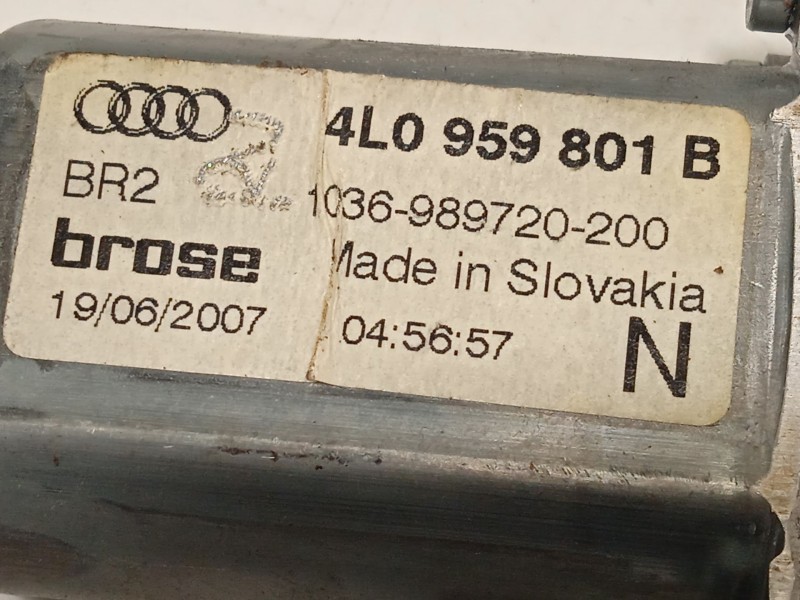 4L0 959 801 B
BR2 1036-989720-200
brose Made in Slovakia
19/06/2007 04:56:57 N